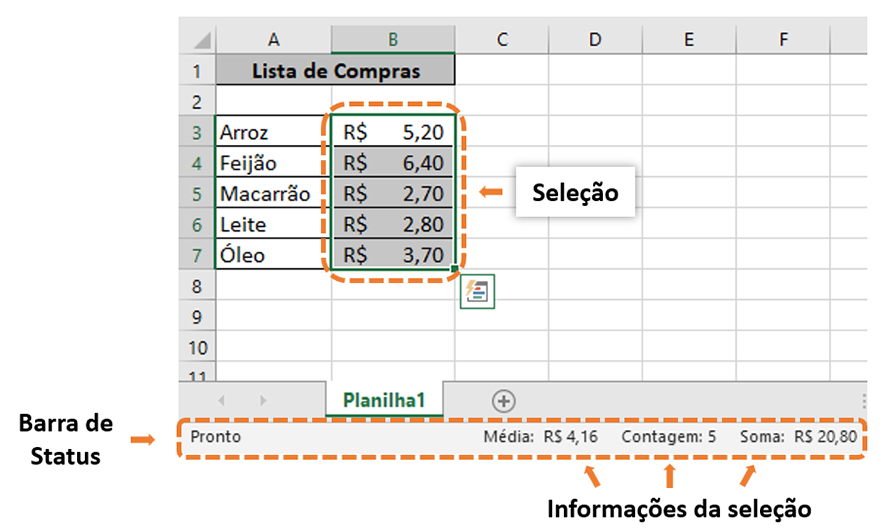 A B C D E F
1 Lista de Compras
2
3 Arroz R$ 5,20
4 Feijão R$ 6,40
5 Macarrão R$ 2,70
Seleção
6 Leite R$ 2,80
7 Óleo R$ 3,70
8
9
10
11
Planilha1
Barra de
Status
Pronto Média: R$ 4,16 Contagem: 5 Soma: R$ 20,80
Informações da seleção